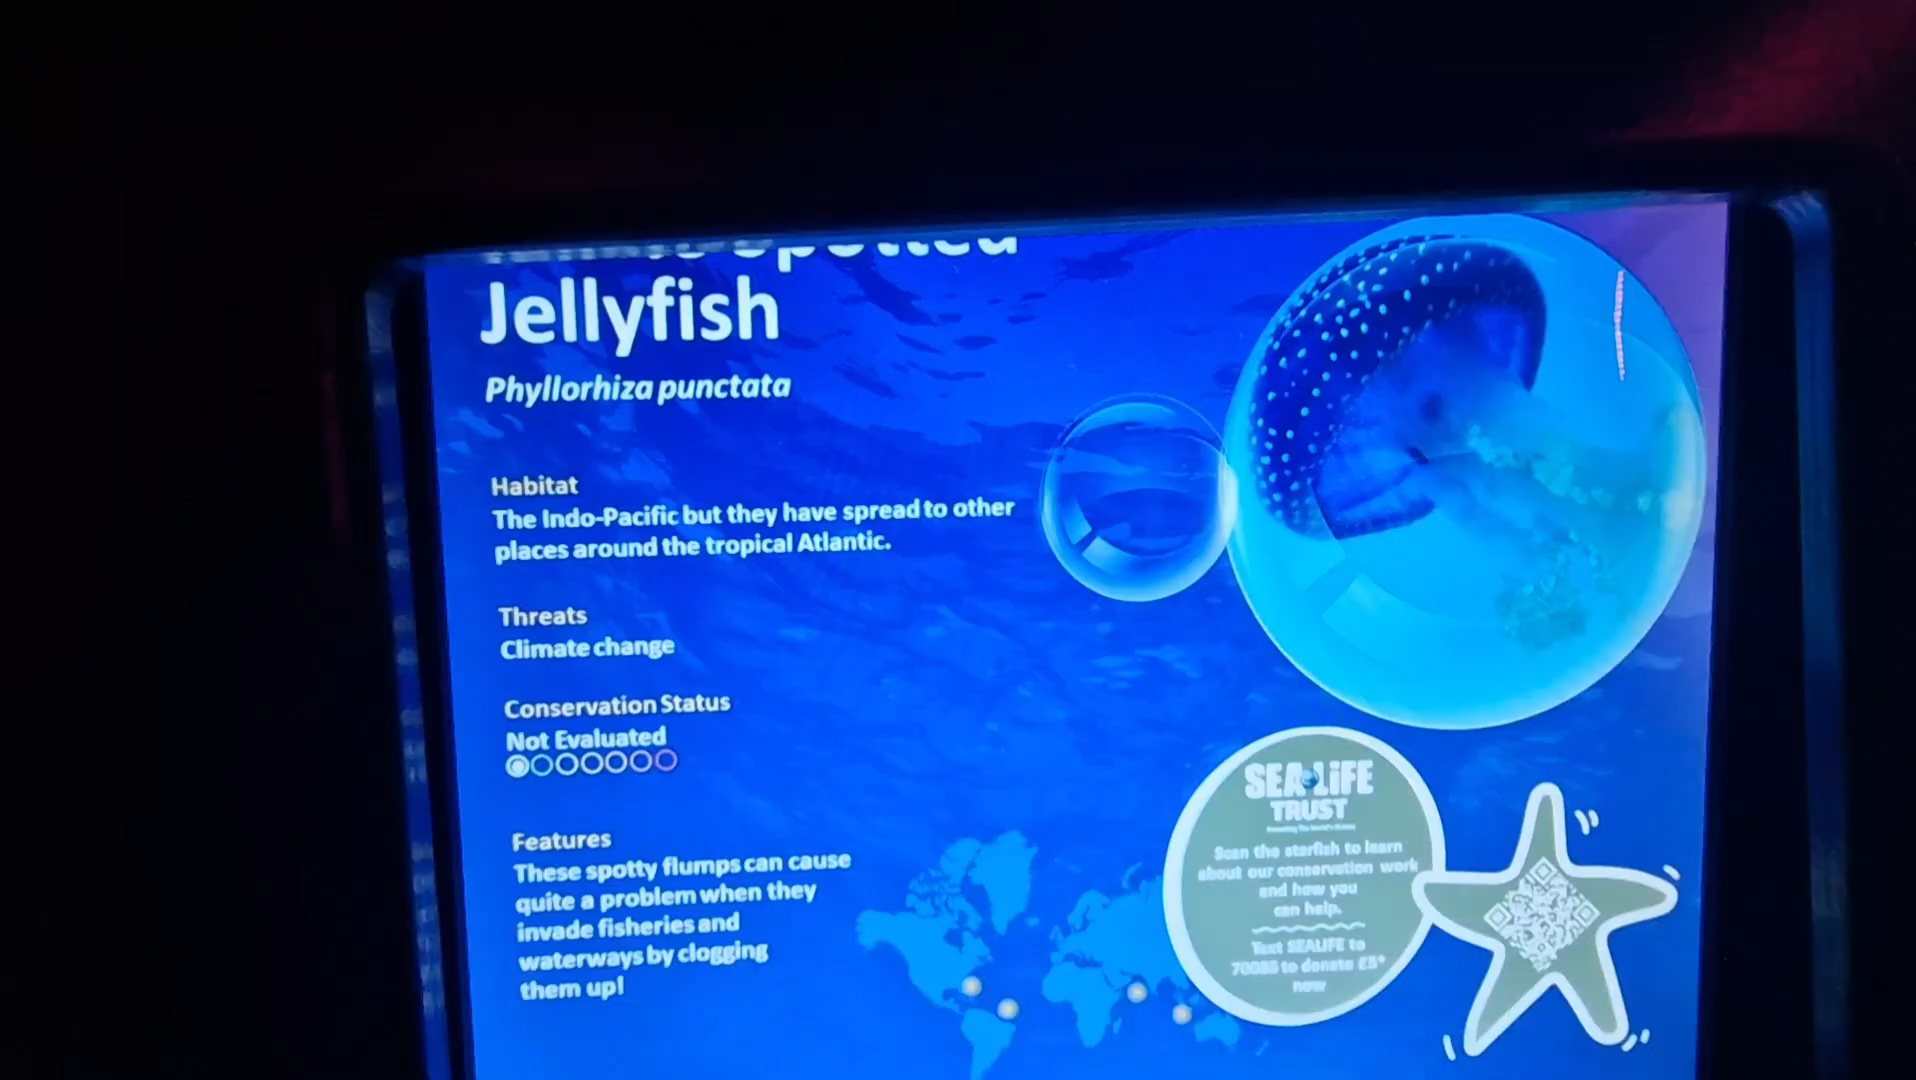 spotted
Jellyfish
Phyllorhiza punctata
Habitat
The Indo-Pacific but they have spread to other
places around the tropical Atlantic.
Threats
Climate change
Conservation Status
Not Evaluated
Features
These spotty flumps can cause
quite a problem when they
invade fisheries and
waterways by clogging
them up!
SEA LiFE
TRUST
Scan the starfish to learn
about our conservation work
and how you
can help.
Text SEALIFE to
to donate £5*
now